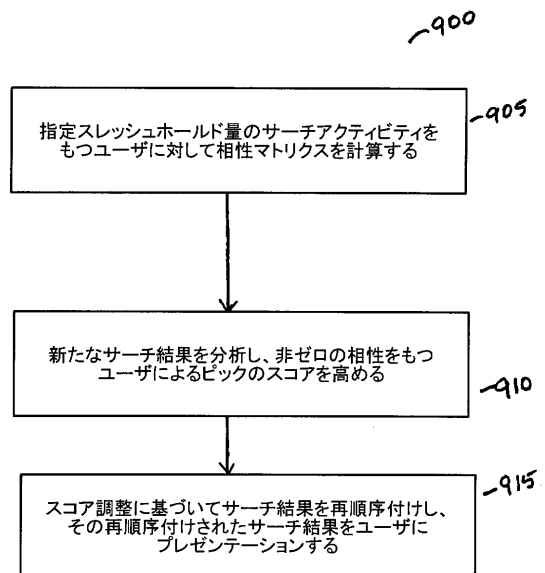 900
指定スレッシュホールド量のサーチアクティビティを
もつユーザに対して相性マトリクスを計算する
905
新たなサーチ結果を分析し、非ゼロの相性をもつ
ユーザによるピックのスコアを高める
910
スコア調整に基づいてサーチ結果を再順序付けし、
その再順序付けされたサーチ結果をユーザに
プレゼンテーションする
915